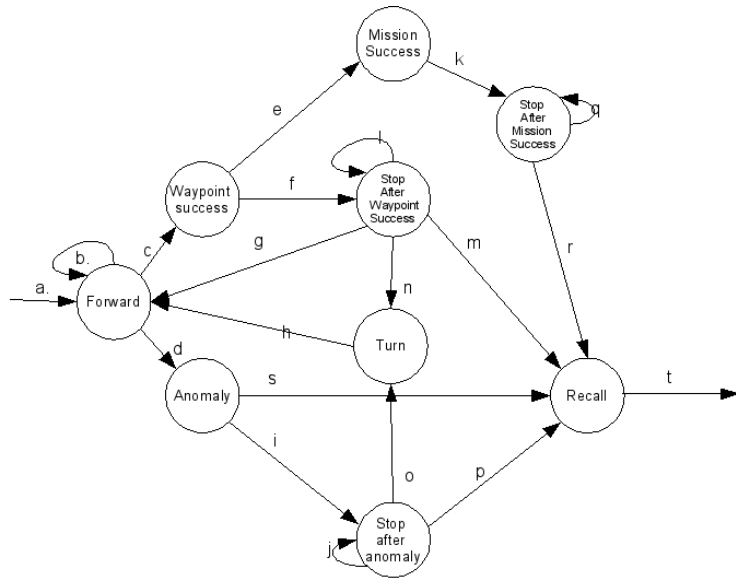 Mission
Success
k
e
Stop
After
Mission
Success
q
l
Waypoint
success
f
Stop
After
Waypoint
Success
g
m
r
b.
c
a.
Forward
n
h
Turn
d
Anomaly
s
Recall
t
i
o
p
j
Stop
after
anomaly